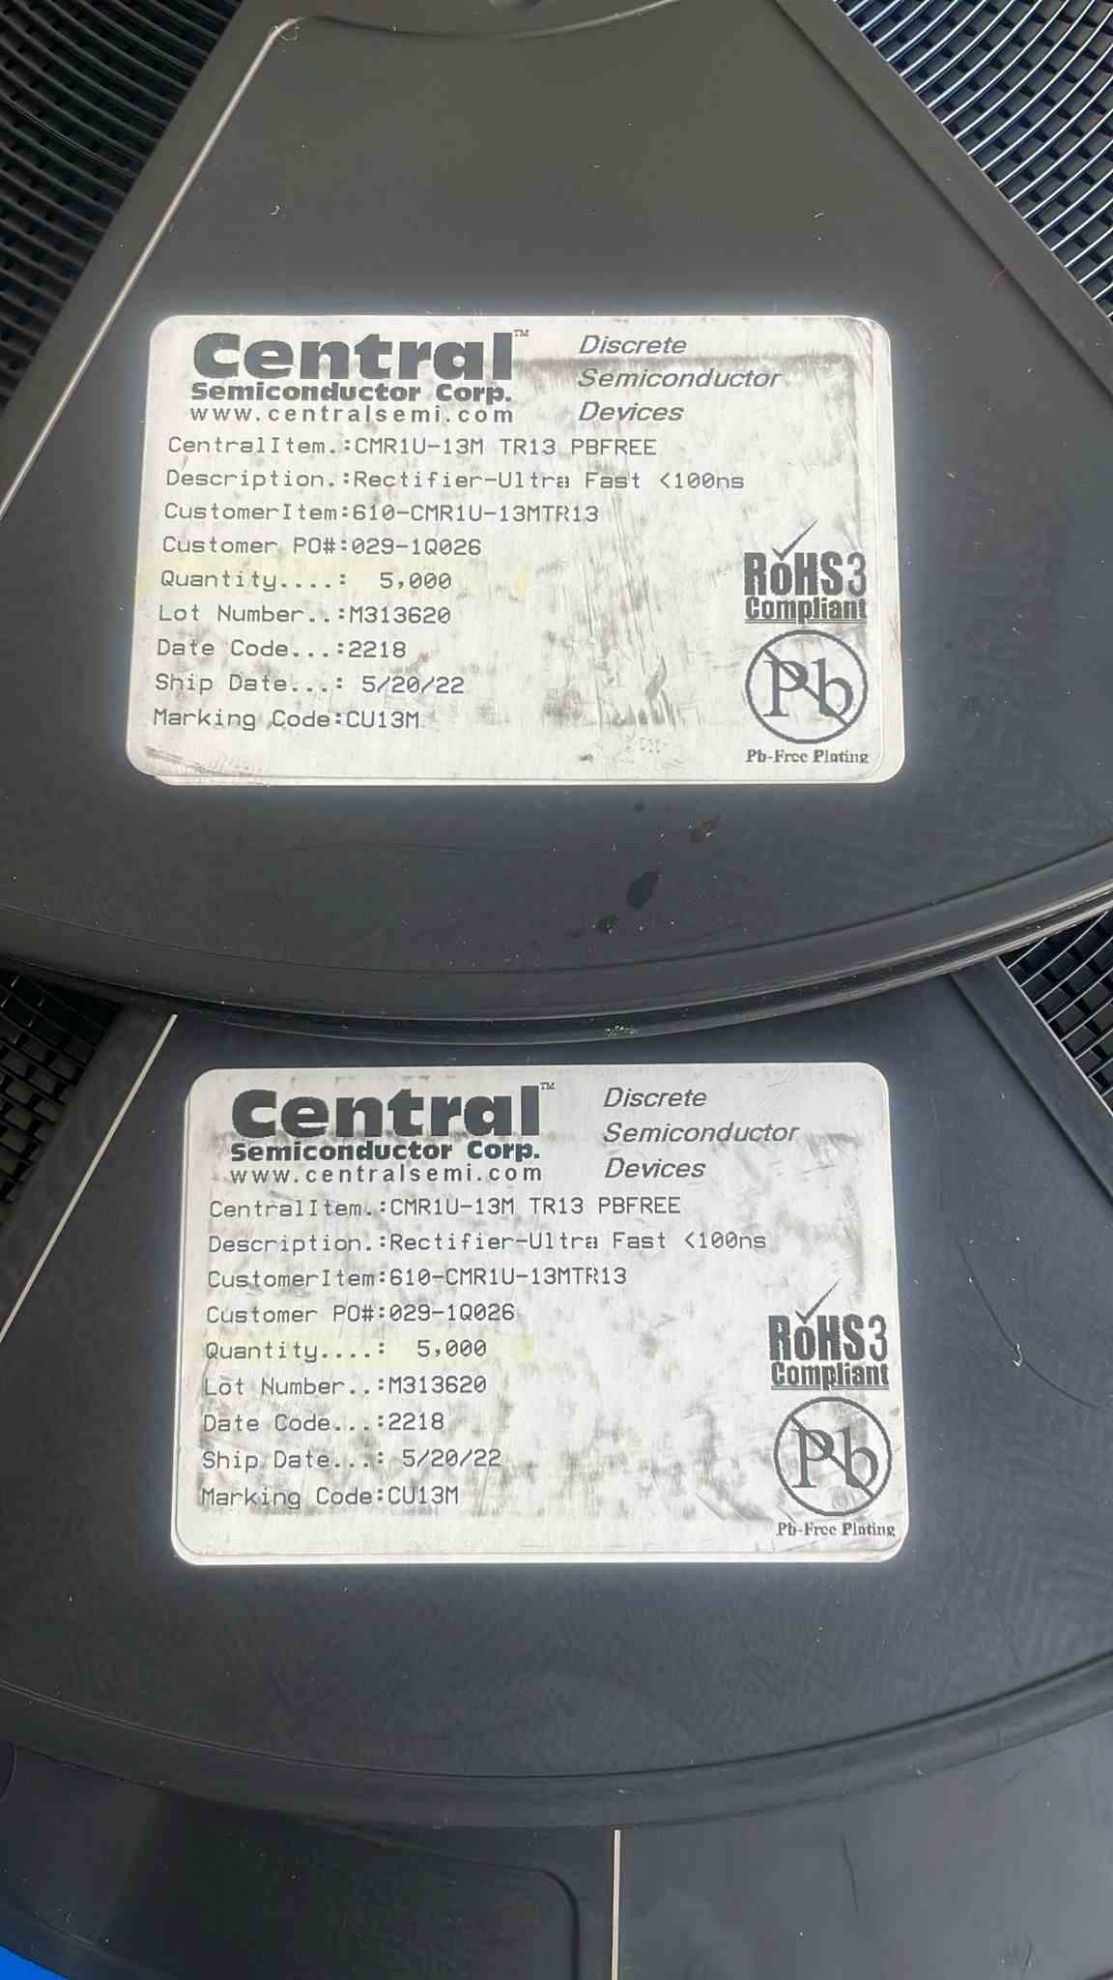 Central™
Semiconductor Corp.
www.centralsemi.com
Discrete
Semiconductor
Devices
CentralItem.:CMR1U-13M TR13 PBFREE
Description.:Rectifier-Ultra Fast <100ns
CustomerItem:610-CMR1U-13MTR13
Customer PO#:029-1Q026
Quantity....: 5,000
Lot Number..:M313620
Date Code...:2218
Ship Date...: 5/20/22
Marking Code:CU13M
RoHS3
Compliant
Pb
Pb-Free Plating
Central™
Semiconductor Corp.
www.centralsemi.com
Discrete
Semiconductor
Devices
CentralItem.:CMR1U-13M TR13 PBFREE
Description.:Rectifier-Ultra Fast <100ns
CustomerItem:610-CMR1U-13MTR13
Customer PO#:029-1Q026
Quantity....: 5,000
Lot Number..:M313620
Date Code...:2218
Ship Date...: 5/20/22
Marking Code:CU13M
RoHS3
Compliant
Pb
Pb-Free Plating